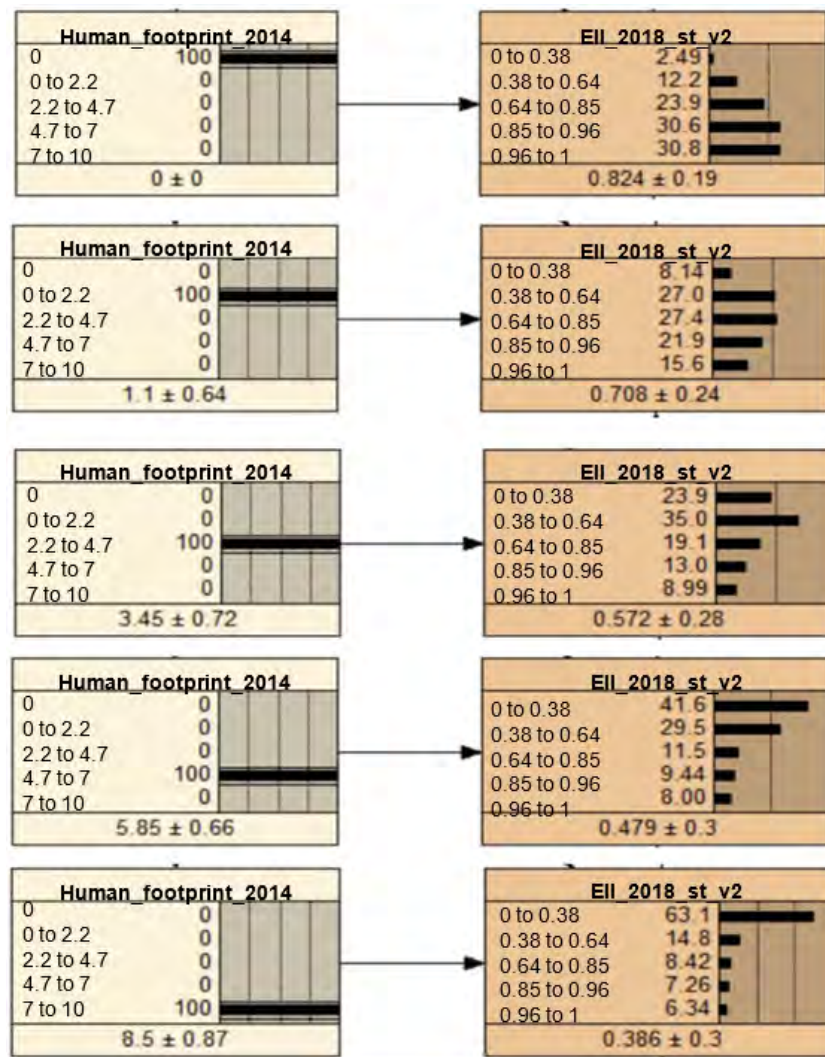 Human_footprint_2014
0 100
0 to 2.2 0
2.2 to 4.7 0
4.7 to 7 0
7 to 10 0
0 ± 0
EII_2018_st_v2
0 to 0.38 2.49
0.38 to 0.64 12.2
0.64 to 0.85 23.9
0.85 to 0.96 30.6
0.96 to 1 30.8
0.824 ± 0.19
Human_footprint_2014
0 0
0 to 2.2 100
2.2 to 4.7 0
4.7 to 7 0
7 to 10 0
1.1 ± 0.64
EII_2018_st_v2
0 to 0.38 8.14
0.38 to 0.64 27.0
0.64 to 0.85 27.4
0.85 to 0.96 21.9
0.96 to 1 15.6
0.708 ± 0.24
Human_footprint_2014
0 0
0 to 2.2 0
2.2 to 4.7 100
4.7 to 7 0
7 to 10 0
3.45 ± 0.72
EII_2018_st_v2
0 to 0.38 23.9
0.38 to 0.64 35.0
0.64 to 0.85 19.1
0.85 to 0.96 13.0
0.96 to 1 8.99
0.572 ± 0.28
Human_footprint_2014
0 0
0 to 2.2 0
2.2 to 4.7 0
4.7 to 7 100
7 to 10 0
5.85 ± 0.66
EII_2018_st_v2
0 to 0.38 41.6
0.38 to 0.64 29.5
0.64 to 0.85 11.5
0.85 to 0.96 9.44
0.96 to 1 8.00
0.479 ± 0.3
Human_footprint_2014
0 0
0 to 2.2 0
2.2 to 4.7 0
4.7 to 7 0
7 to 10 100
8.5 ± 0.87
EII_2018_st_v2
0 to 0.38 63.1
0.38 to 0.64 14.8
0.64 to 0.85 8.42
0.85 to 0.96 7.26
0.96 to 1 6.34
0.386 ± 0.3